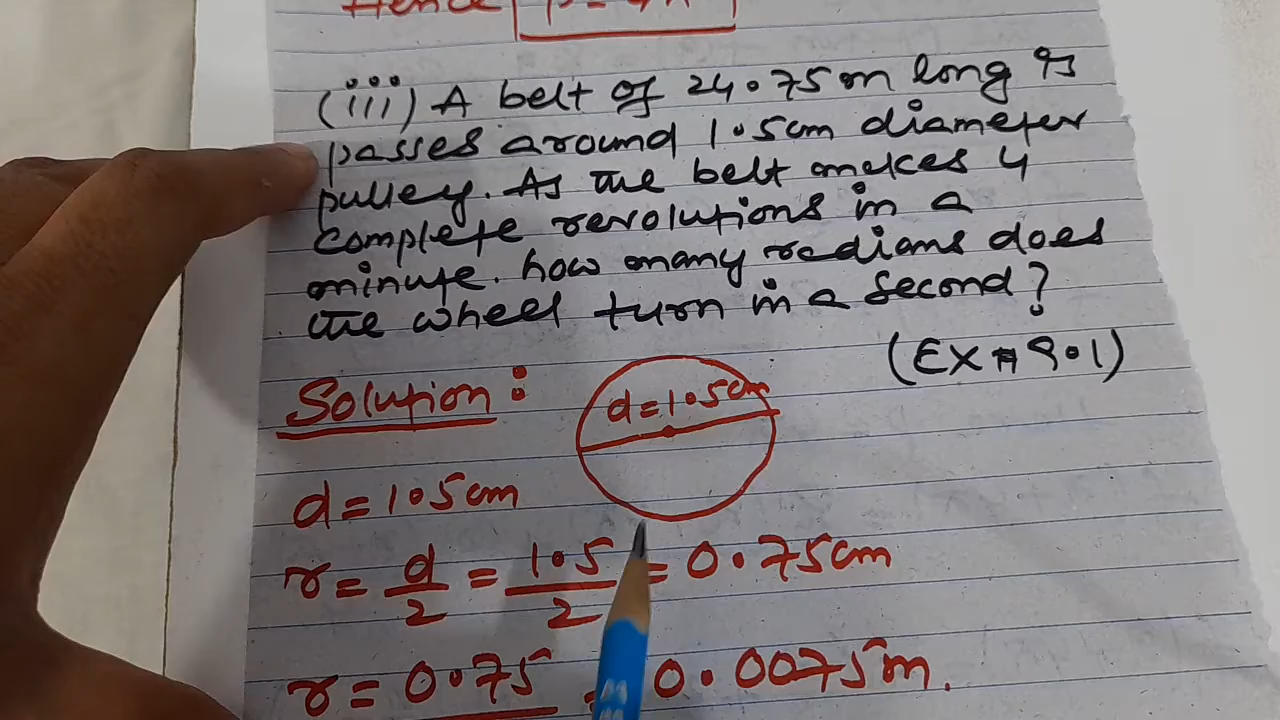 Hence
(iii) A belt of 24.75m long is
passes around 1.5cm diameter
pulley. As the belt makes 4
complete revolutions in a
minute. how many radians does
the wheel turn in a second?
(EX # 9.1)
Solution:
d=1.5cm
d=1.5cm
r = d/2 = 1.5/2 = 0.75cm
r = 0.75 = 0.0075m.